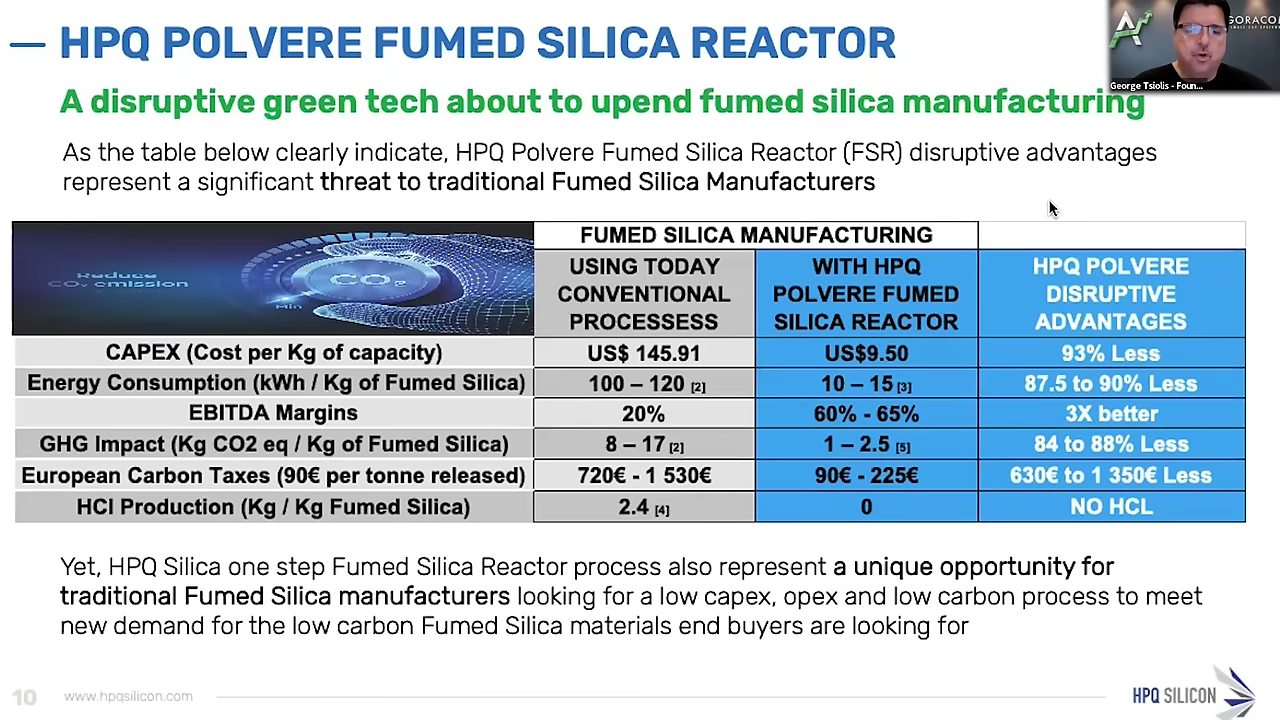 — HPQ POLVERE FUMED SILICA REACTOR
A disruptive green tech about to upend fumed silica manufacturing
George Tsiolis - Foun...
As the table below clearly indicate, HPQ Polvere Fumed Silica Reactor (FSR) disruptive advantages
represent a significant threat to traditional Fumed Silica Manufacturers
FUMED SILICA MANUFACTURING
Reduce
CO₂ emission
Min
CO₂
USING TODAY
CONVENTIONAL
PROCESSESS
WITH HPQ
POLVERE FUMED
SILICA REACTOR
HPQ POLVERE
DISRUPTIVE
ADVANTAGES
CAPEX (Cost per Kg of capacity) US$ 145.91 US$9.50 93% Less
Energy Consumption (kWh / Kg of Fumed Silica) 100 – 120 [2] 10 – 15 [3] 87.5 to 90% Less
EBITDA Margins 20% 60% - 65% 3X better
GHG Impact (Kg CO2 eq / Kg of Fumed Silica) 8 – 17 [2] 1 – 2.5 [5] 84 to 88% Less
European Carbon Taxes (90€ per tonne released) 720€ - 1 530€ 90€ - 225€ 630€ to 1 350€ Less
HCl Production (Kg / Kg Fumed Silica) 2.4 [4] 0 NO HCL
Yet, HPQ Silica one step Fumed Silica Reactor process also represent a unique opportunity for
traditional Fumed Silica manufacturers looking for a low capex, opex and low carbon process to meet
new demand for the low carbon Fumed Silica materials end buyers are looking for
10 www.hpqsilicon.com
HPQ SILICON